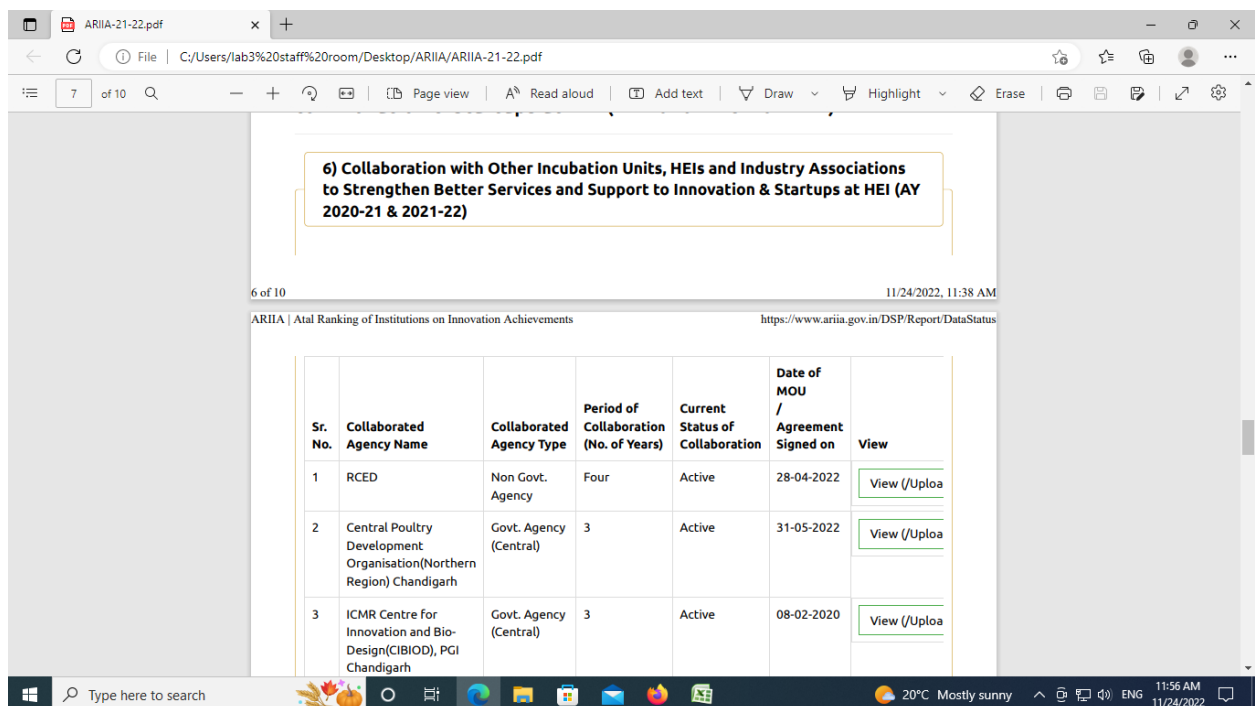 ARIIA-21-22.pdf
File | C:/Users/lab3%20staff%20room/Desktop/ARIIA/ARIIA-21-22.pdf
7 of 10 Page view Read aloud Add text Draw Highlight Erase
6) Collaboration with Other Incubation Units, HEIs and Industry Associations
to Strengthen Better Services and Support to Innovation & Startups at HEI (AY
2020-21 & 2021-22)
6 of 10 11/24/2022, 11:38 AM
ARIIA | Atal Ranking of Institutions on Innovation Achievements https://www.ariia.gov.in/DSP/Report/DataStatus
Date of
MOU
Period of Current /
Sr. Collaborated Collaborated Collaboration Status of Agreement
No. Agency Name Agency Type (No. of Years) Collaboration Signed on View
1 RCED Non Govt. Four Active 28-04-2022 View (/Uploa
Agency
2 Central Poultry Govt. Agency 3 Active 31-05-2022 View (/Uploa
Development (Central)
Organisation(Northern
Region) Chandigarh
3 ICMR Centre for Govt. Agency 3 Active 08-02-2020 View (/Uploa
Innovation and Bio- (Central)
Design(CIBIOD), PGI
Chandigarh
Type here to search 20°C Mostly sunny ENG 11:56 AM
11/24/2022